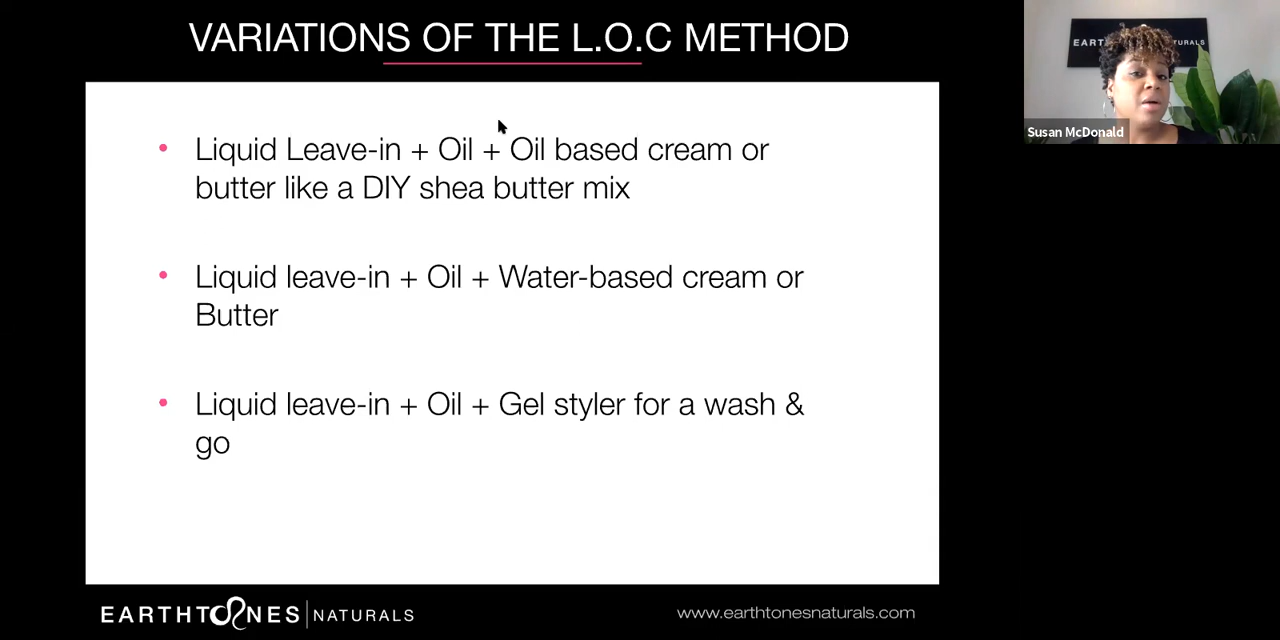 VARIATIONS OF THE L.O.C METHOD
EARTH
NATURALS
Susan McDonald
• Liquid Leave-in + Oil + Oil based cream or
butter like a DIY shea butter mix
• Liquid leave-in + Oil + Water-based cream or
Butter
• Liquid leave-in + Oil + Gel styler for a wash &
go
EARTHTONES NATURALS
www.earthtonesnaturals.com